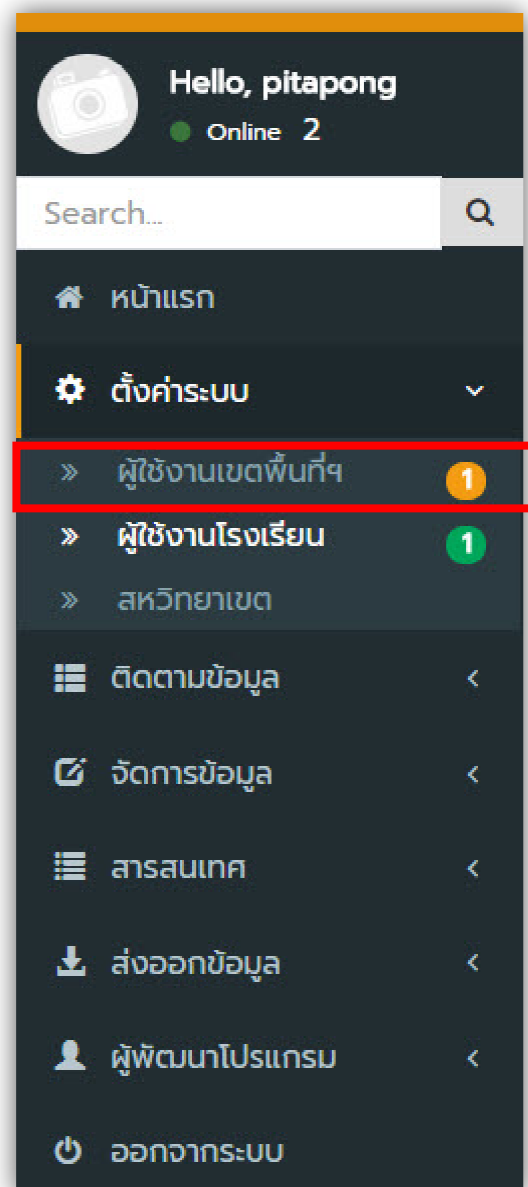 Hello, pitapong
Online 2
Search...
หน้าแรก
ตั้งค่าระบบ
ผู้ใช้งานเขตพื้นที่ฯ 1
ผู้ใช้งานโรงเรียน 1
สหวิทยาเขต
ติดตามข้อมูล
จัดการข้อมูล
สารสนเทศ
ส่งออกข้อมูล
ผู้พัฒนาโปรแกรม
ออกจากระบบ